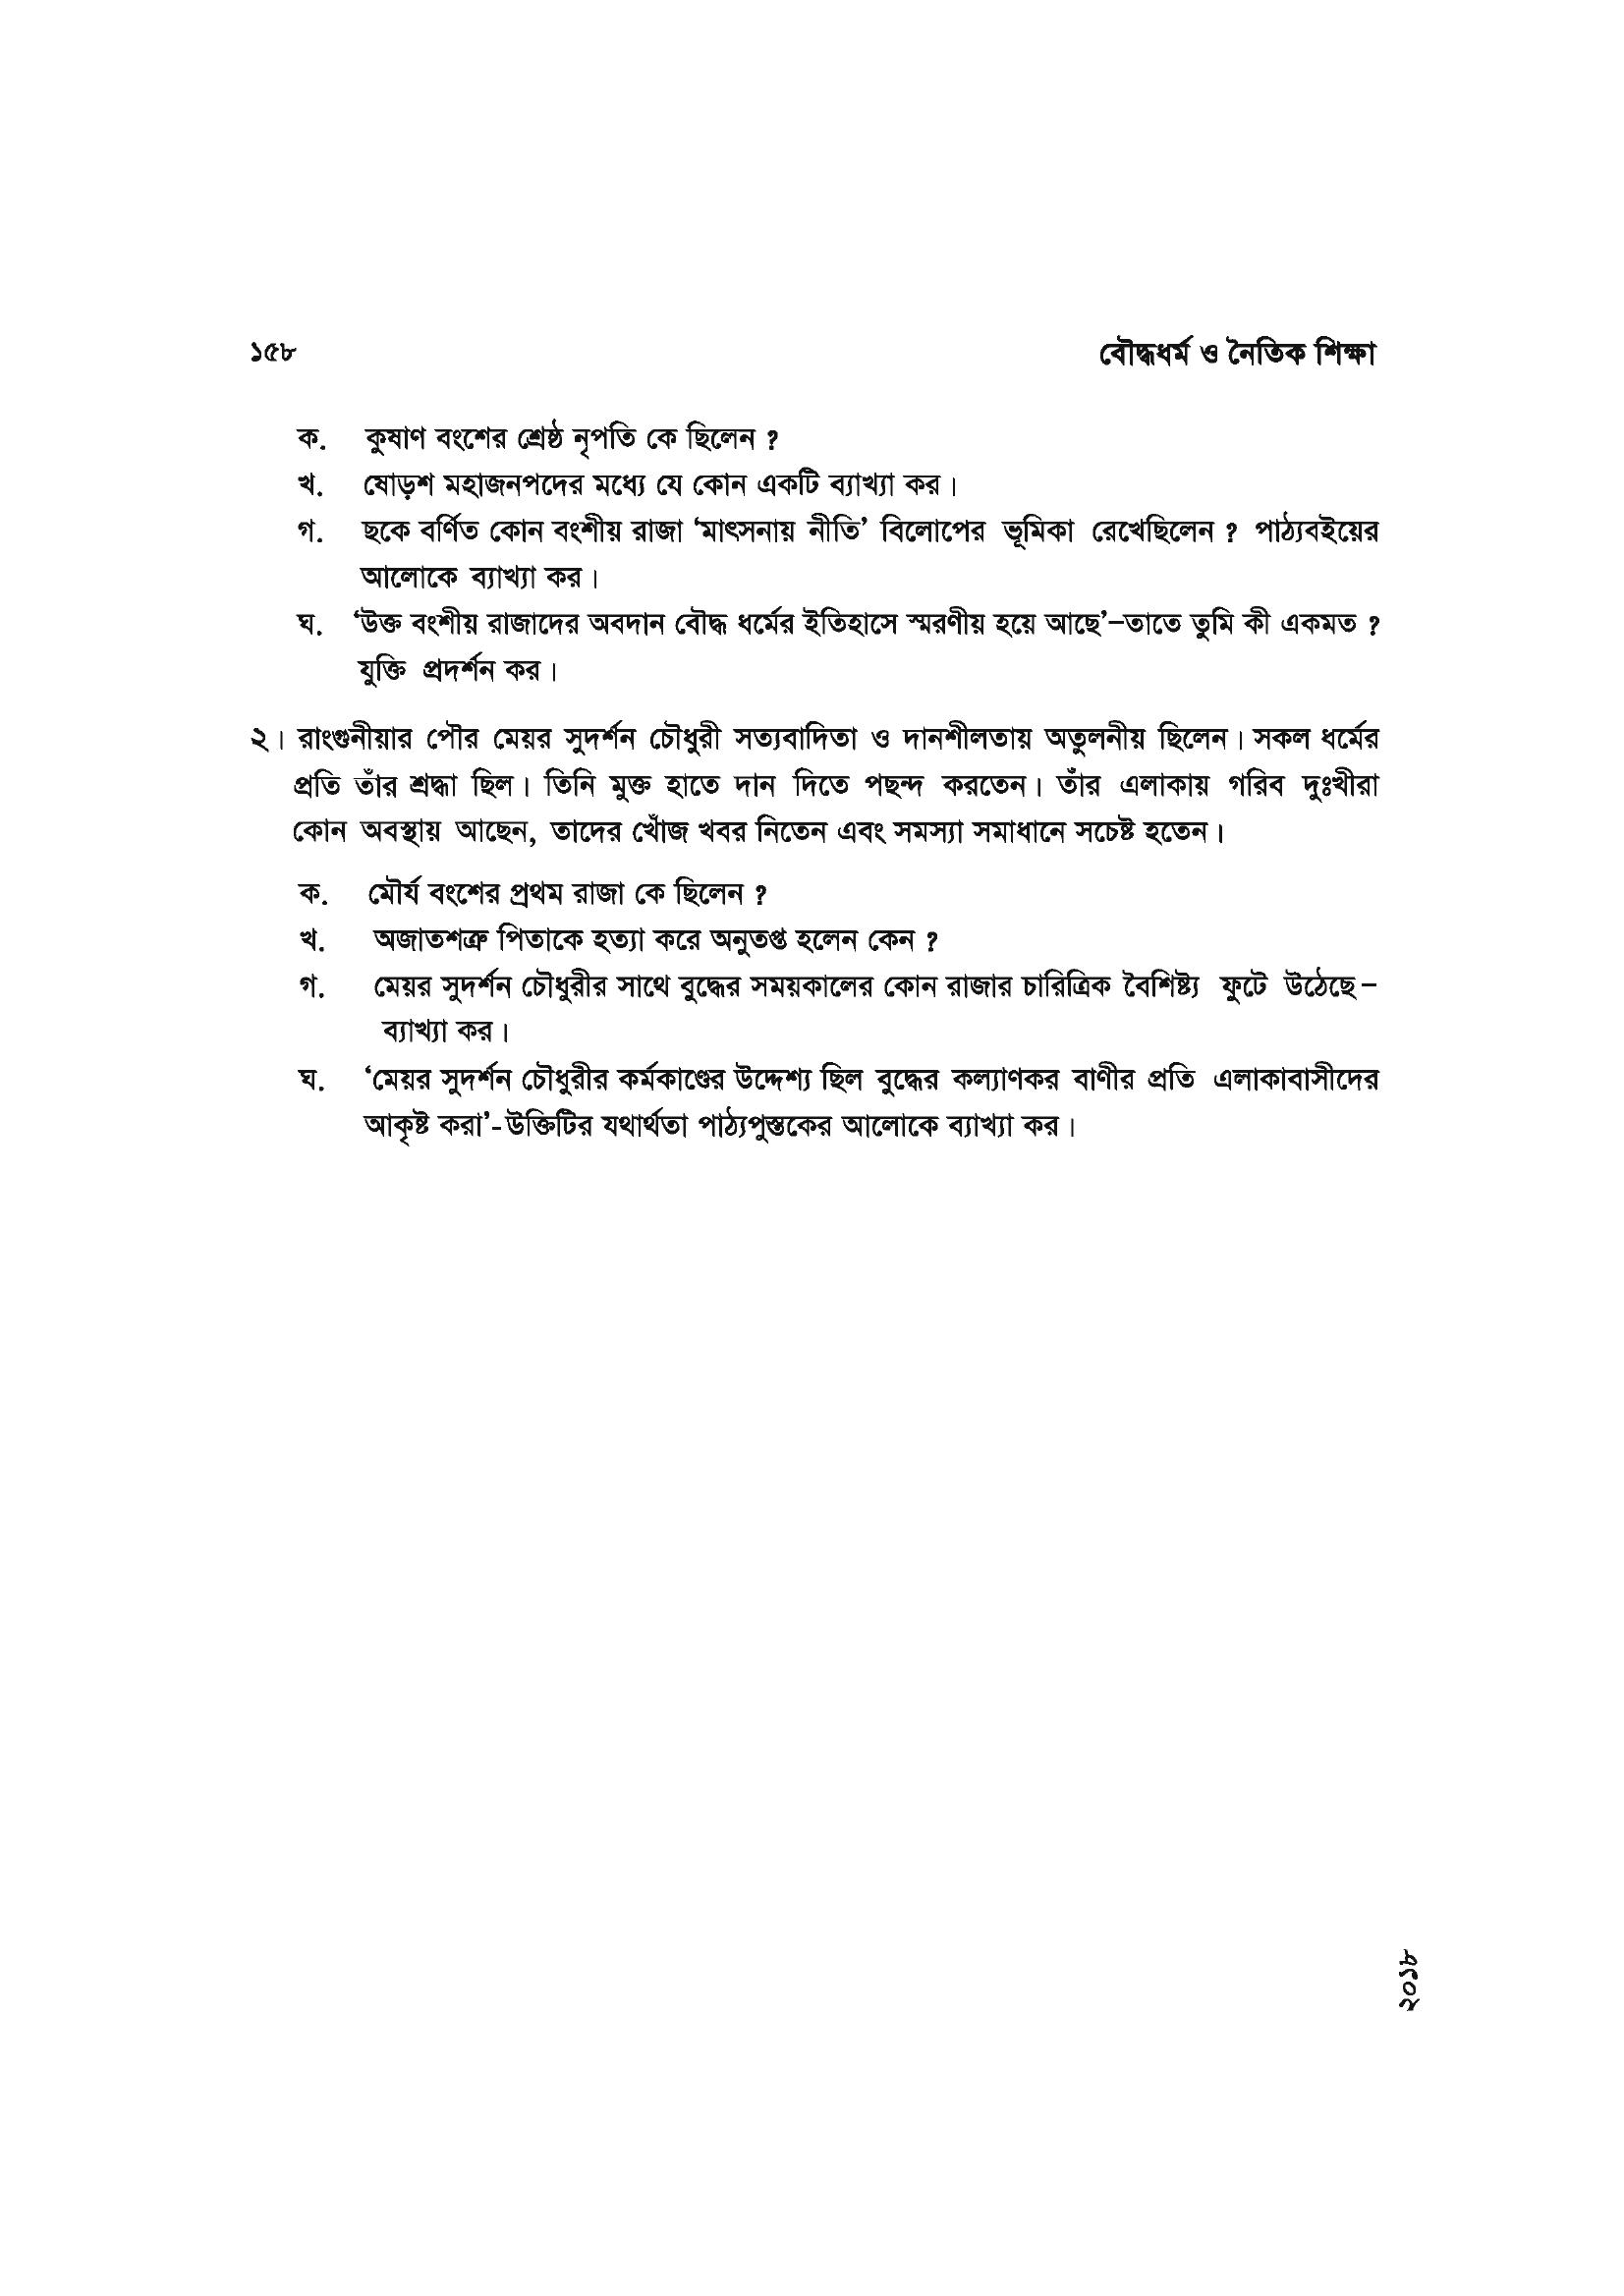 ১৫৮ বৌদ্ধধর্ম ও নৈতিক শিক্ষা
ক. কুষাণ বংশের শ্রেষ্ঠ নৃপতি কে ছিলেন ?
খ. ষোড়শ মহাজনপদের মধ্যে যে কোন একটি ব্যাখ্যা কর।
গ. ছকে বর্ণিত কোন বংশীয় রাজা ‘মাৎসনায় নীতি’ বিলোপের ভূমিকা রেখেছিলেন ? পাঠ্যবইয়ের
আলোকে ব্যাখ্যা কর।
ঘ. ‘উক্ত বংশীয় রাজাদের অবদান বৌদ্ধ ধর্মের ইতিহাসে স্মরণীয় হয়ে আছে’–তাতে তুমি কী একমত ?
যুক্তি প্রদর্শন কর।
২। রাংগুনীয়ার পৌর মেয়র সুদর্শন চৌধুরী সত্যবাদিতা ও দানশীলতায় অতুলনীয় ছিলেন। সকল ধর্মের
প্রতি তাঁর শ্রদ্ধা ছিল। তিনি মুক্ত হাতে দান দিতে পছন্দ করতেন। তাঁর এলাকায় গরিব দুঃখীরা
কোন অবস্থায় আছেন, তাদের খোঁজ খবর নিতেন এবং সমস্যা সমাধানে সচেষ্ট হতেন।
ক. মৌর্য বংশের প্রথম রাজা কে ছিলেন ?
খ. অজাতশত্রু পিতাকে হত্যা করে অনুতপ্ত হলেন কেন ?
গ. মেয়র সুদর্শন চৌধুরীর সাথে বুদ্ধের সময়কালের কোন রাজার চারিত্রিক বৈশিষ্ট্য ফুটে উঠেছে –
ব্যাখ্যা কর।
ঘ. ‘মেয়র সুদর্শন চৌধুরীর কর্মকাণ্ডের উদ্দেশ্য ছিল বুদ্ধের কল্যাণকর বাণীর প্রতি এলাকাবাসীদের
আকৃষ্ট করা’- উক্তিটির যথার্থতা পাঠ্যপুস্তকের আলোকে ব্যাখ্যা কর।
২০১৮